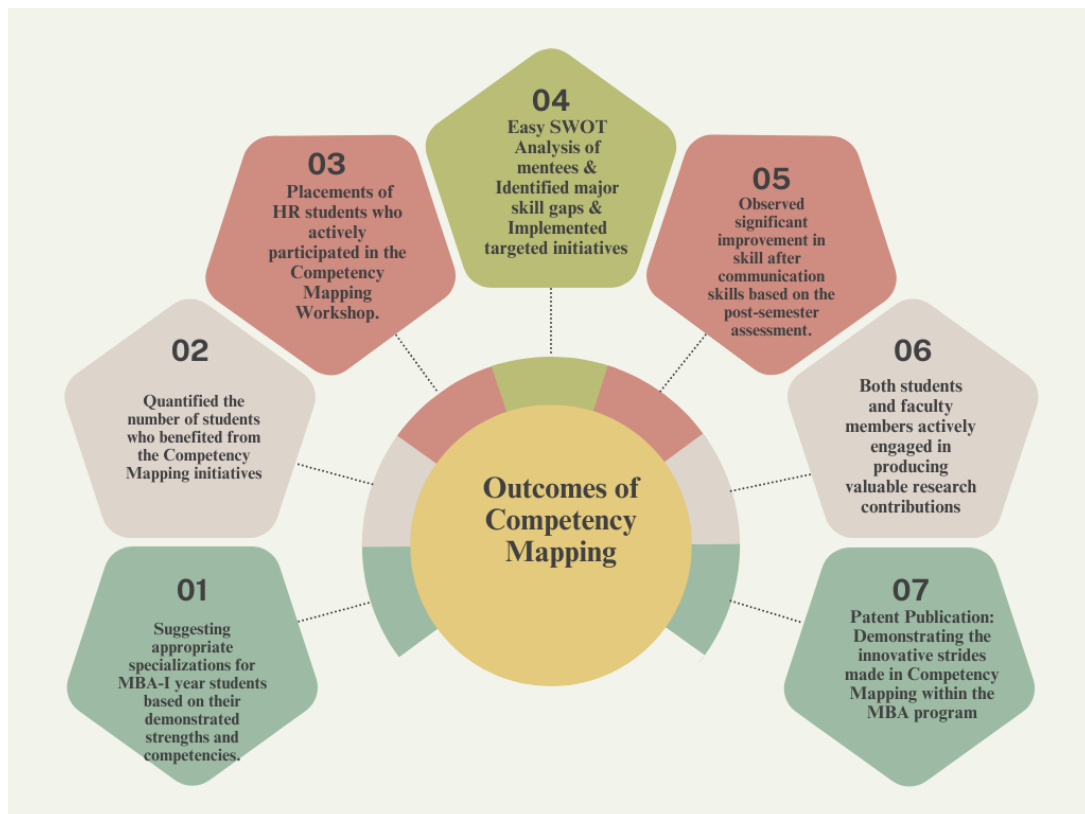 01
Suggesting
appropriate
specializations for
MBA-I year students
based on their
demonstrated
strengths and
competencies.
02
Quantified the
number of students
who benefited from
the Competency
Mapping initiatives
03
Placements of
HR students who
actively
participated in the
Competency
Mapping
Workshop.
04
Easy SWOT
Analysis of
mentees &
Identified major
skill gaps &
Implemented
targeted initiatives
05
Observed
significant
improvement in
skill after
communication
skills based on the
post-semester
assessment.
06
Both students
and faculty
members actively
engaged in
producing
valuable research
contributions
07
Patent Publication:
Demonstrating the
innovative strides
made in Competency
Mapping within the
MBA program
Outcomes of
Competency
Mapping